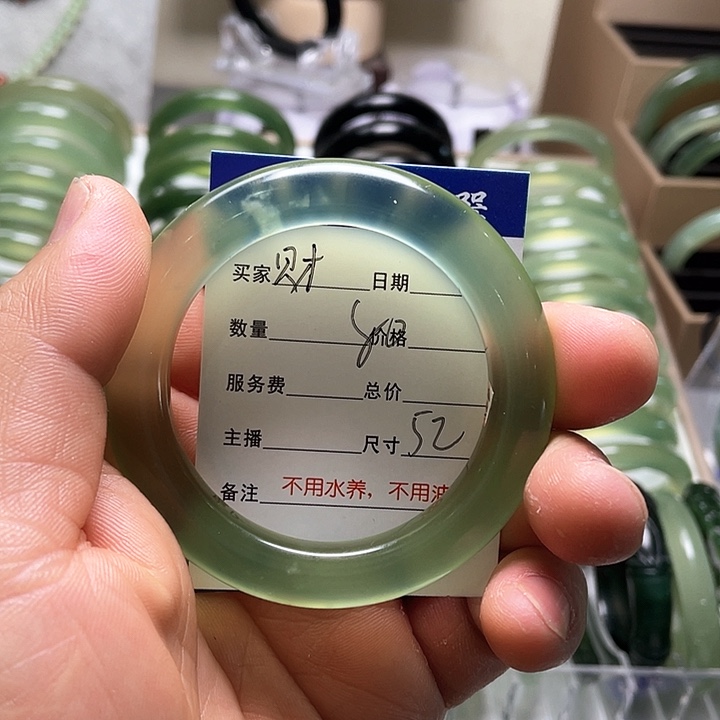 买家 财 日期
数量 价格
服务费 总价
主播 尺寸 52
备注 不用水养，不用油